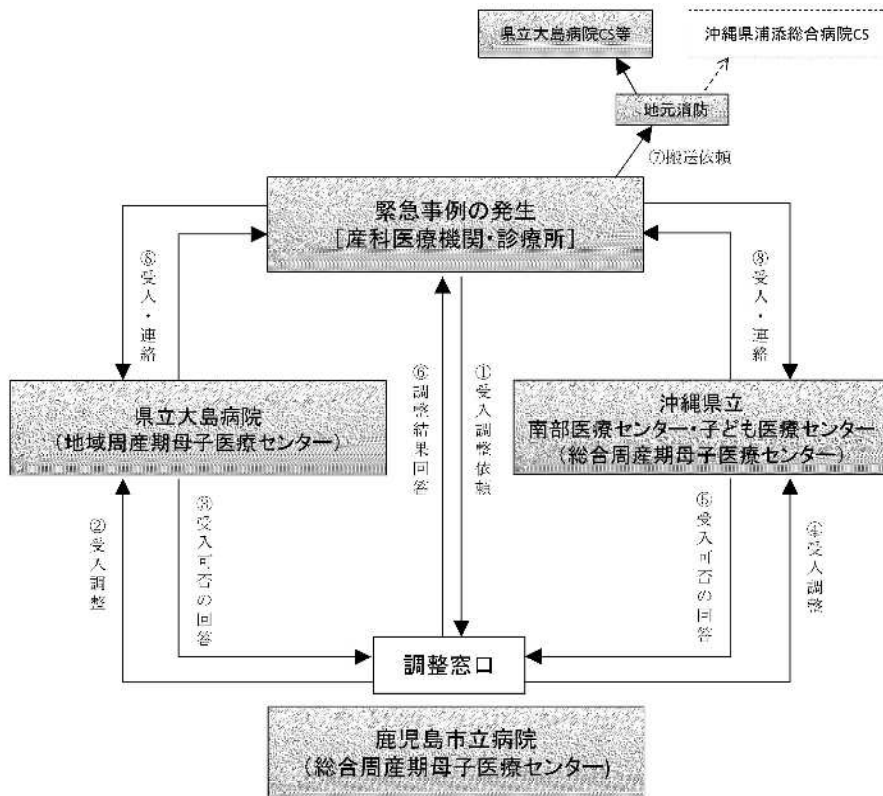 県立大島病院CS等
沖縄県浦添総合病院CS
地元消防
⑦搬送依頼
緊急事例の発生
[産科医療機関・診療所]
⑧受入・連絡
⑧受入・連絡
⑥調整結果回答
①受入調整依頼
県立大島病院
(地域周産期母子医療センター)
沖縄県立
南部医療センター・子ども医療センター
(総合周産期母子医療センター)
②受入調整
③受入可否の回答
⑤受入可否の回答
④受入調整
調整窓口
鹿児島市立病院
(総合周産期母子医療センター)